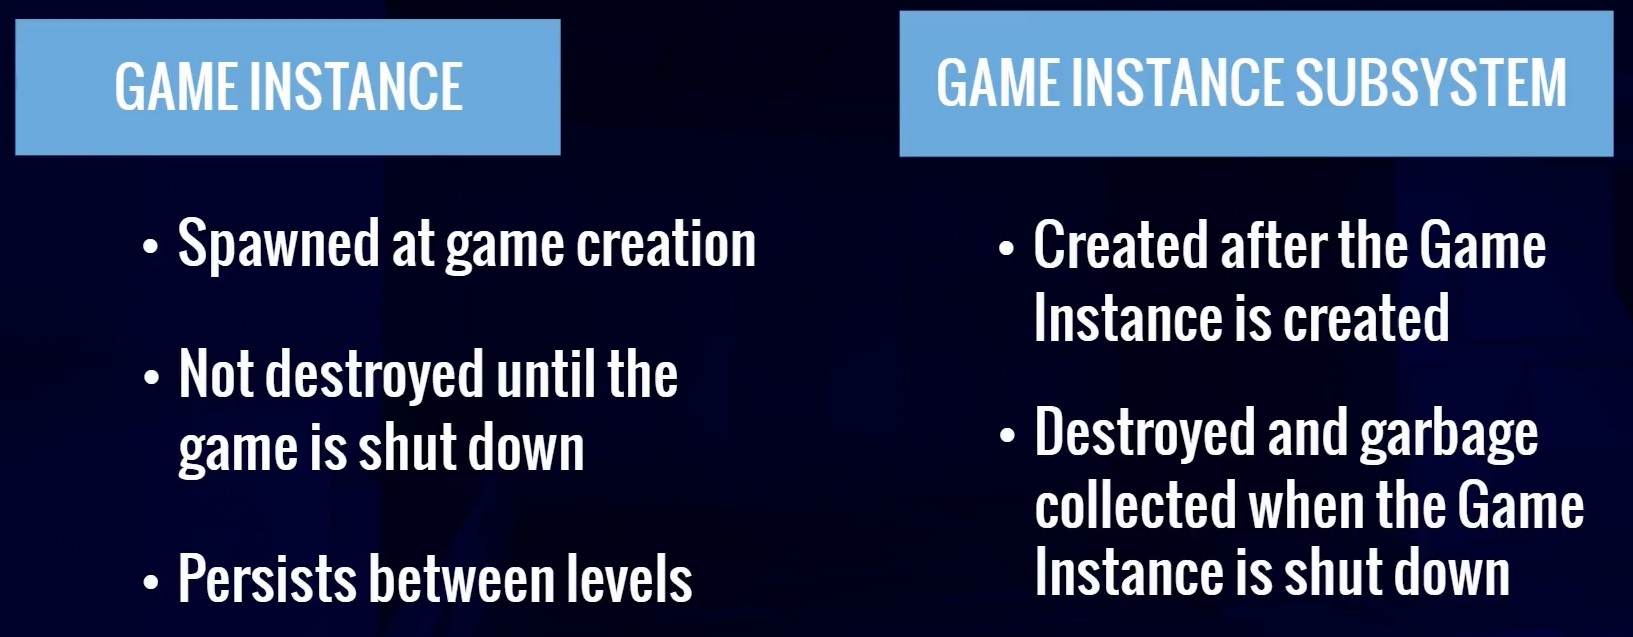 GAME INSTANCE
• Spawned at game creation
• Not destroyed until the
game is shut down
• Persists between levels
GAME INSTANCE SUBSYSTEM
• Created after the Game
Instance is created
• Destroyed and garbage
collected when the Game
Instance is shut down